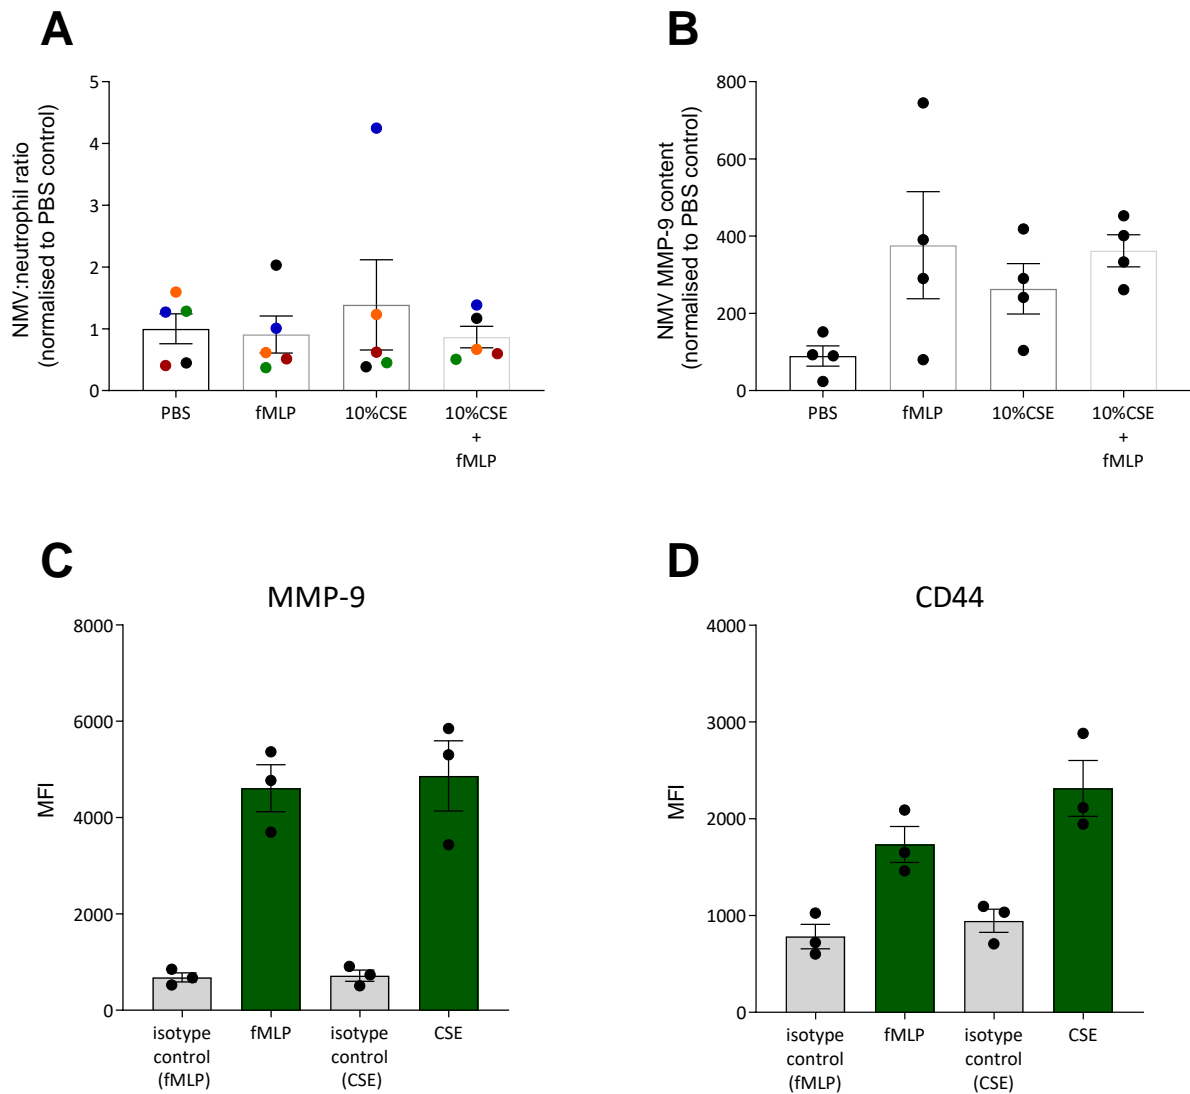 A
NMV:neutrophil ratio
(normalised to PBS control)
5
4
3
2
1
0
PBS
fMLP
10%CSE
10%CSE
+
fMLP
B
NMV MMP-9 content
(normalised to PBS control)
800
600
400
200
0
PBS
fMLP
10%CSE
10%CSE
+
fMLP
C
MMP-9
MFI
8000
6000
4000
2000
0
isotype
control
(fMLP)
fMLP
isotype
control
(CSE)
CSE
D
CD44
MFI
4000
3000
2000
1000
0
isotype
control
(fMLP)
fMLP
isotype
control
(CSE)
CSE